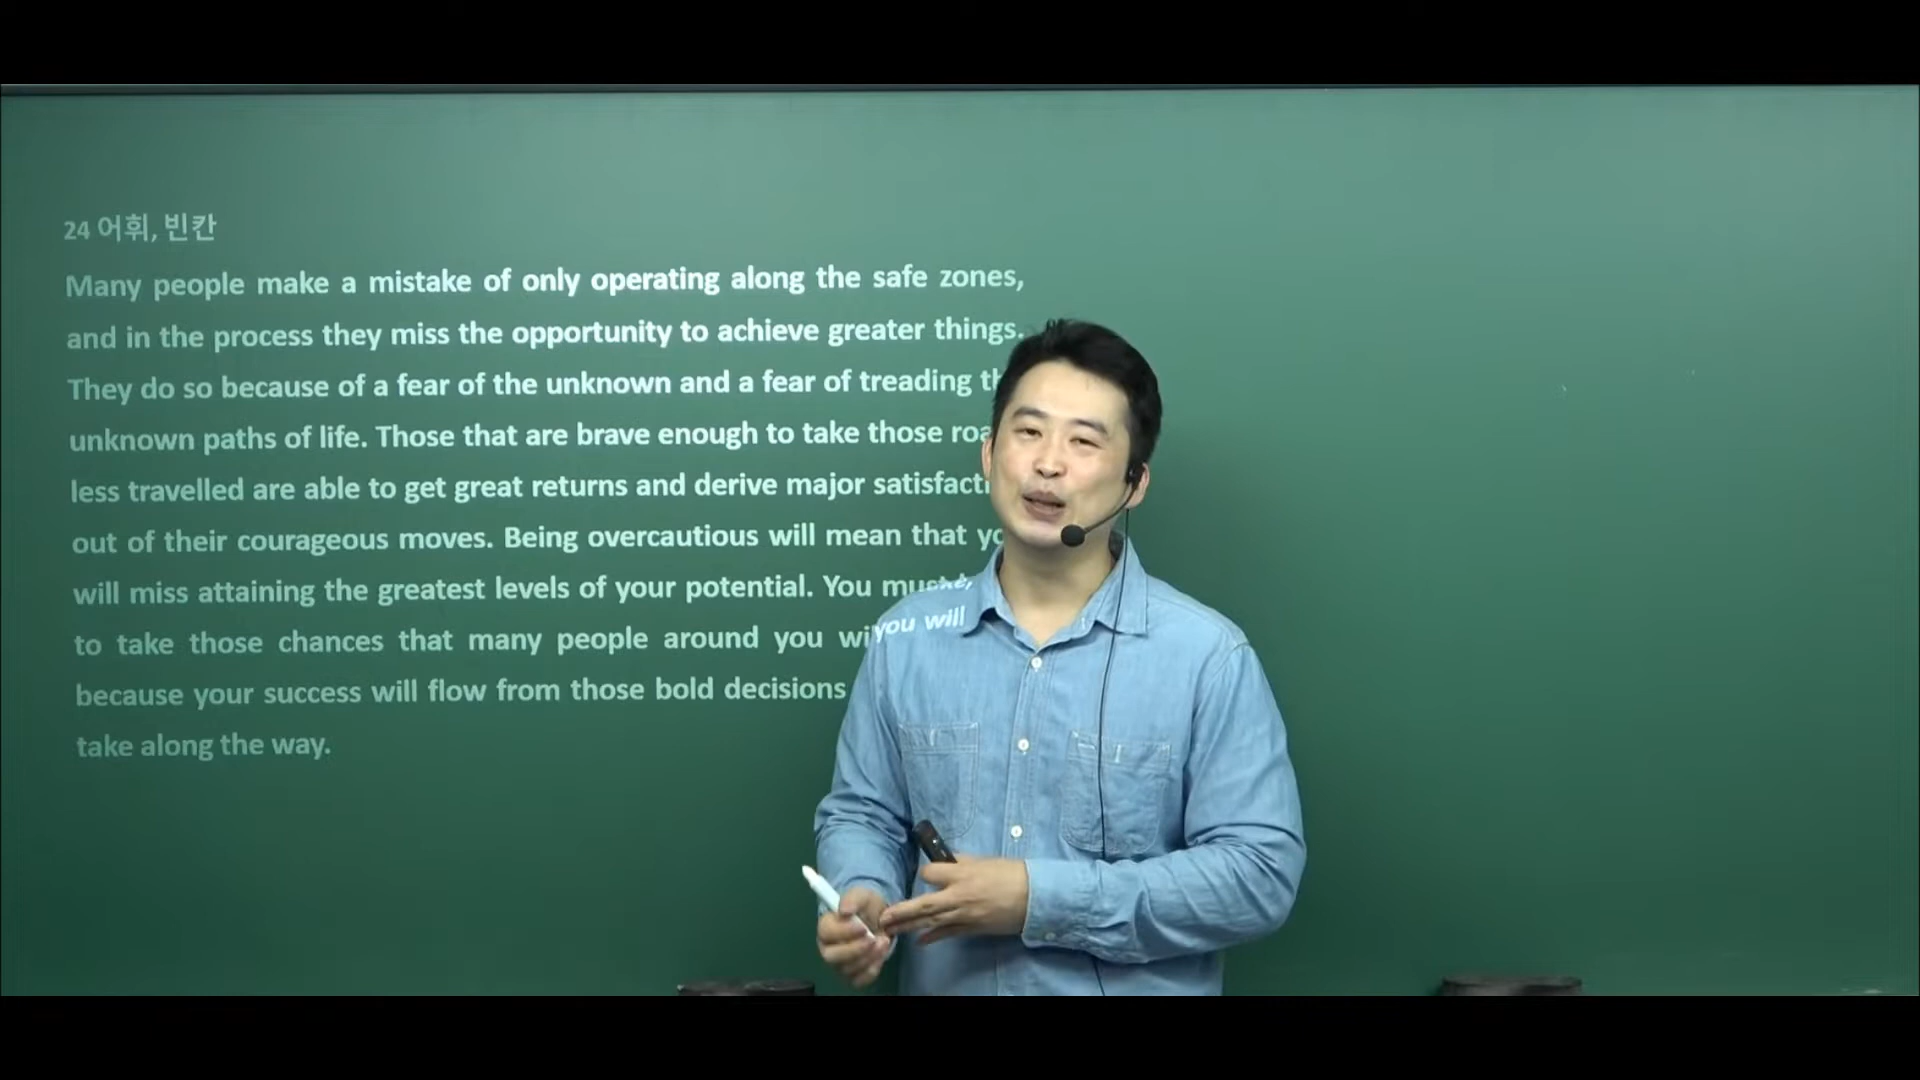 24 어휘, 빈칸
Many people make a mistake of only operating along the safe zones,
and in the process they miss the opportunity to achieve greater things.
They do so because of a fear of the unknown and a fear of treading
unknown paths of life. Those that are brave enough to take those
less travelled are able to get great returns and derive major
out of their courageous moves. Being overcautious will mean that
will miss attaining the greatest levels of your potential. You
to take those chances that many people around you
because your success will flow from those bold decisions you will
take along the way.